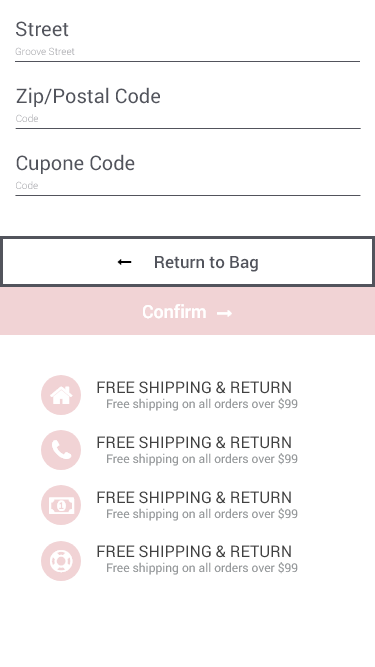 Street
Groove Street
Zip/Postal Code
Code
Cupone Code
Code
← Return to Bag
Confirm →
FREE SHIPPING & RETURN
Free shipping on all orders over $99
FREE SHIPPING & RETURN
Free shipping on all orders over $99
FREE SHIPPING & RETURN
Free shipping on all orders over $99
FREE SHIPPING & RETURN
Free shipping on all orders over $99